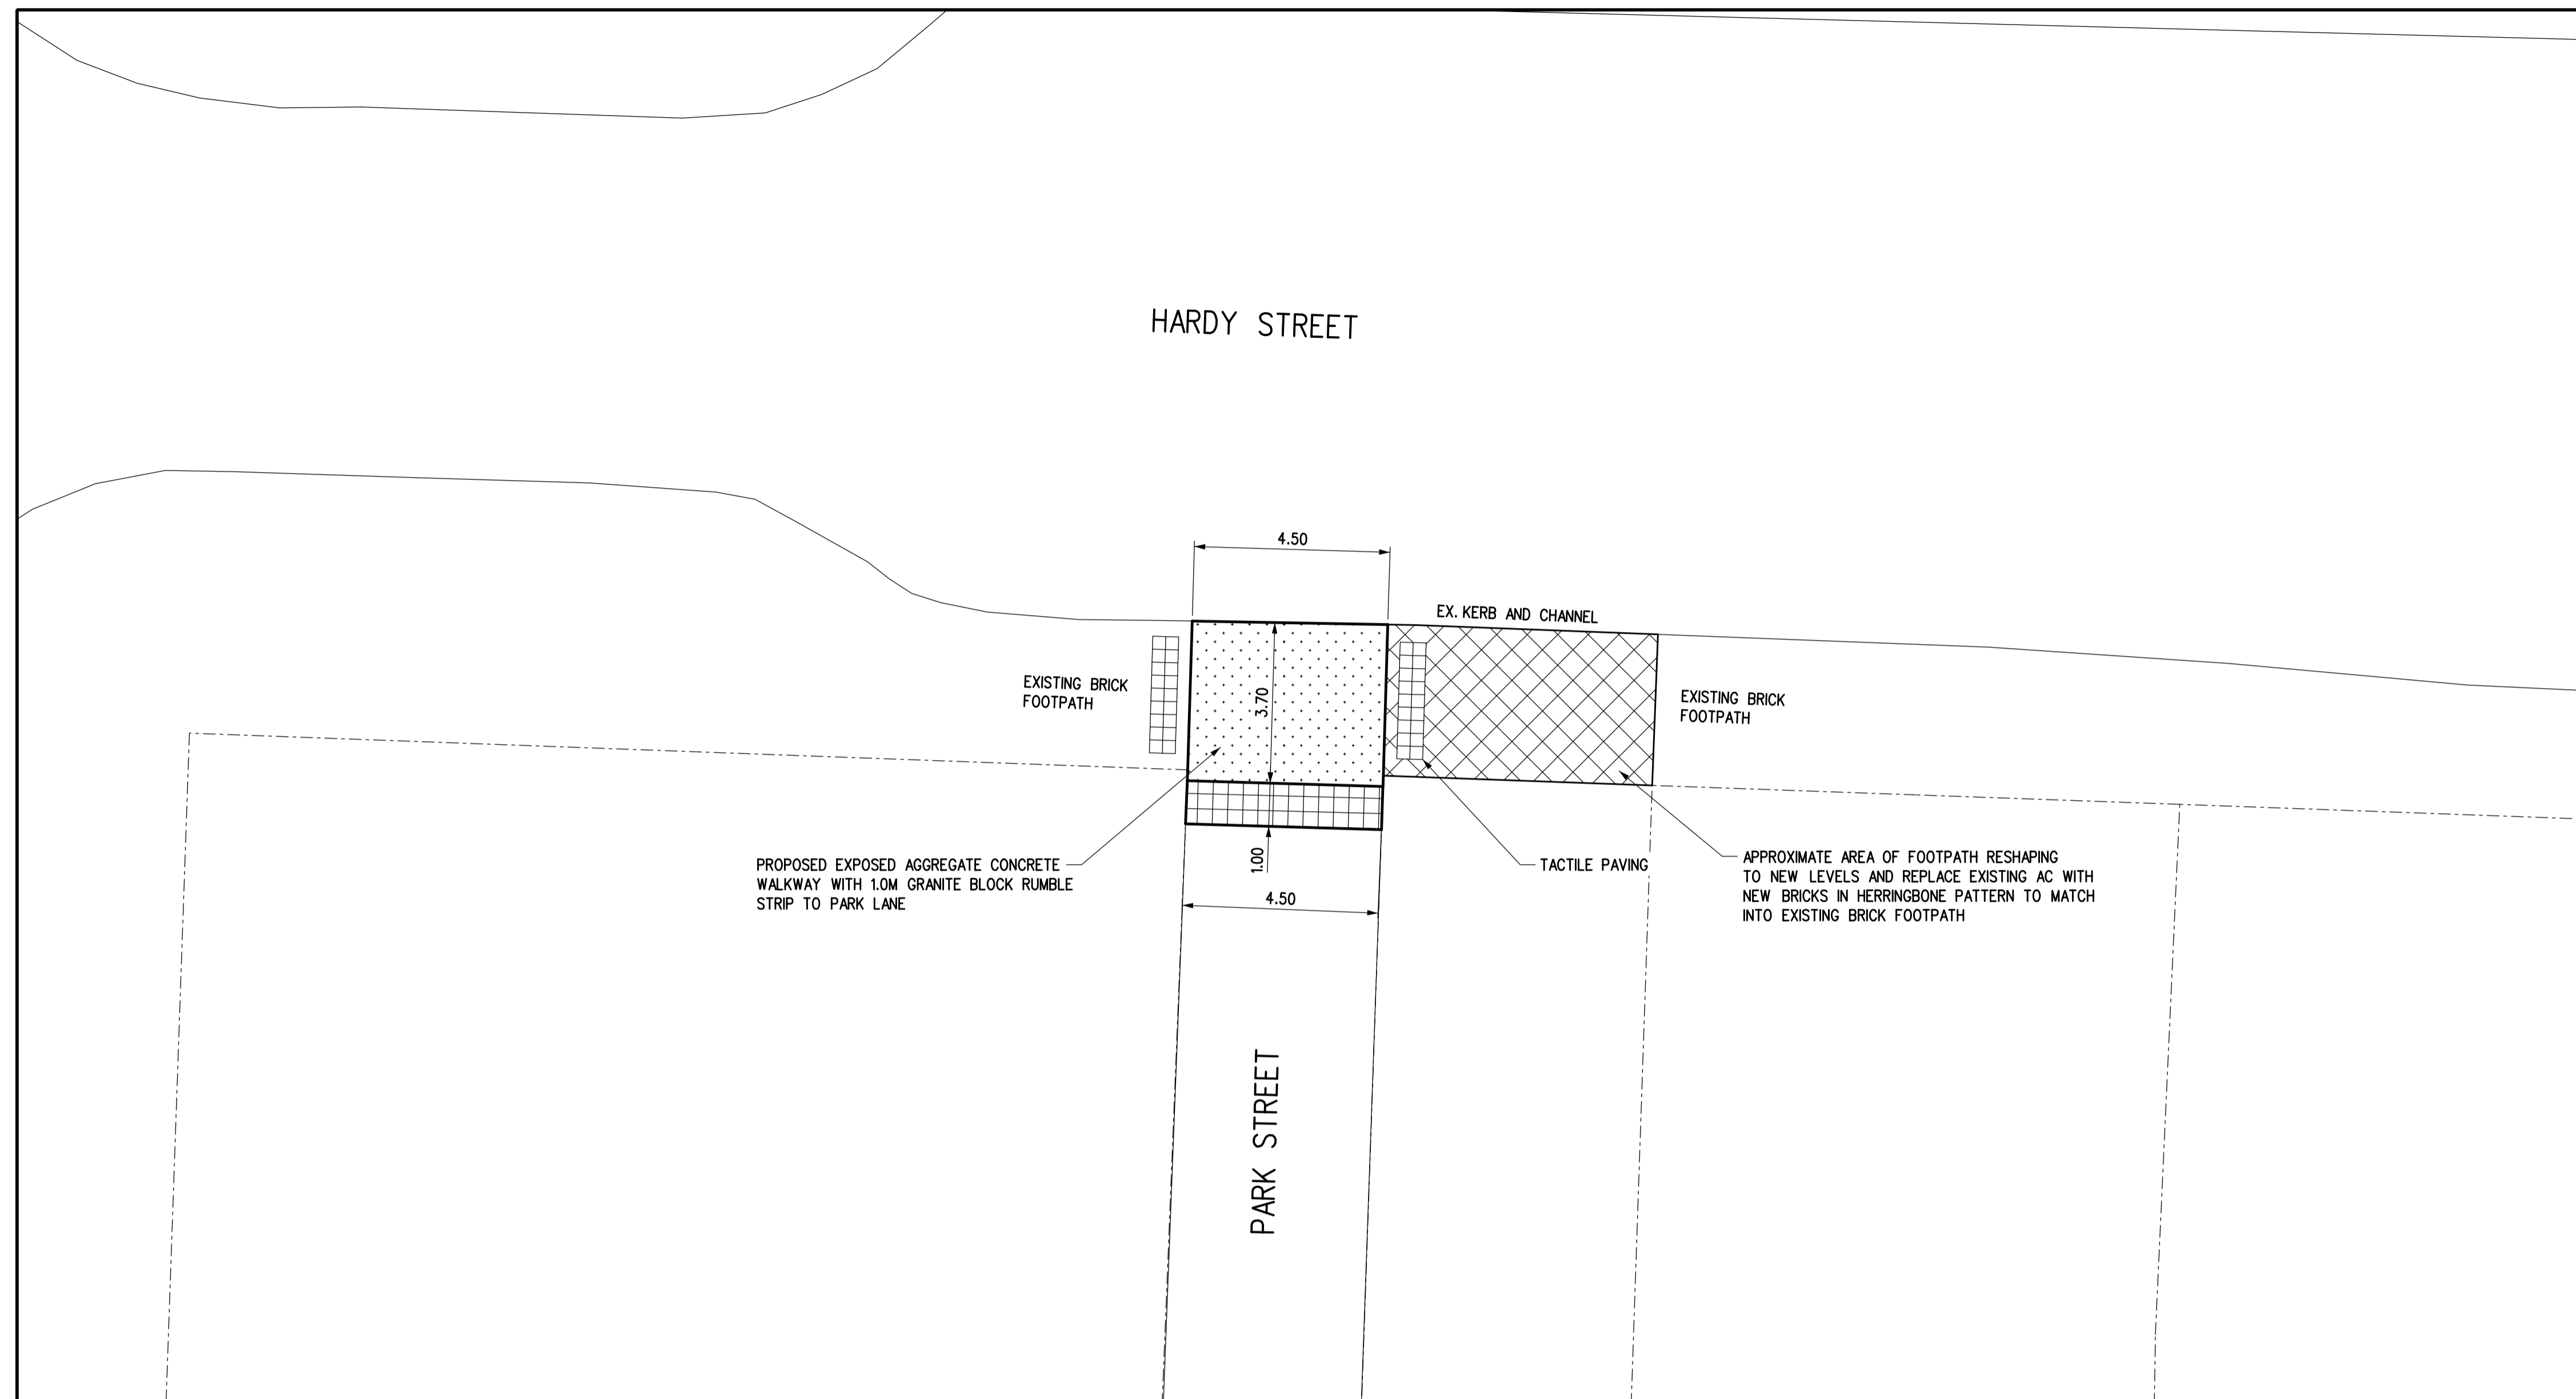 HARDY STREET
4.50
EX. KERB AND CHANNEL
EXISTING BRICK
FOOTPATH
3.70
EXISTING BRICK
FOOTPATH
PROPOSED EXPOSED AGGREGATE CONCRETE
WALKWAY WITH 1.0M GRANITE BLOCK RUMBLE
STRIP TO PARK LANE
1.00
4.50
TACTILE PAVING
APPROXIMATE AREA OF FOOTPATH RESHAPING
TO NEW LEVELS AND REPLACE EXISTING AC WITH
NEW BRICKS IN HERRINGBONE PATTERN TO MATCH
INTO EXISTING BRICK FOOTPATH
PARK STREET